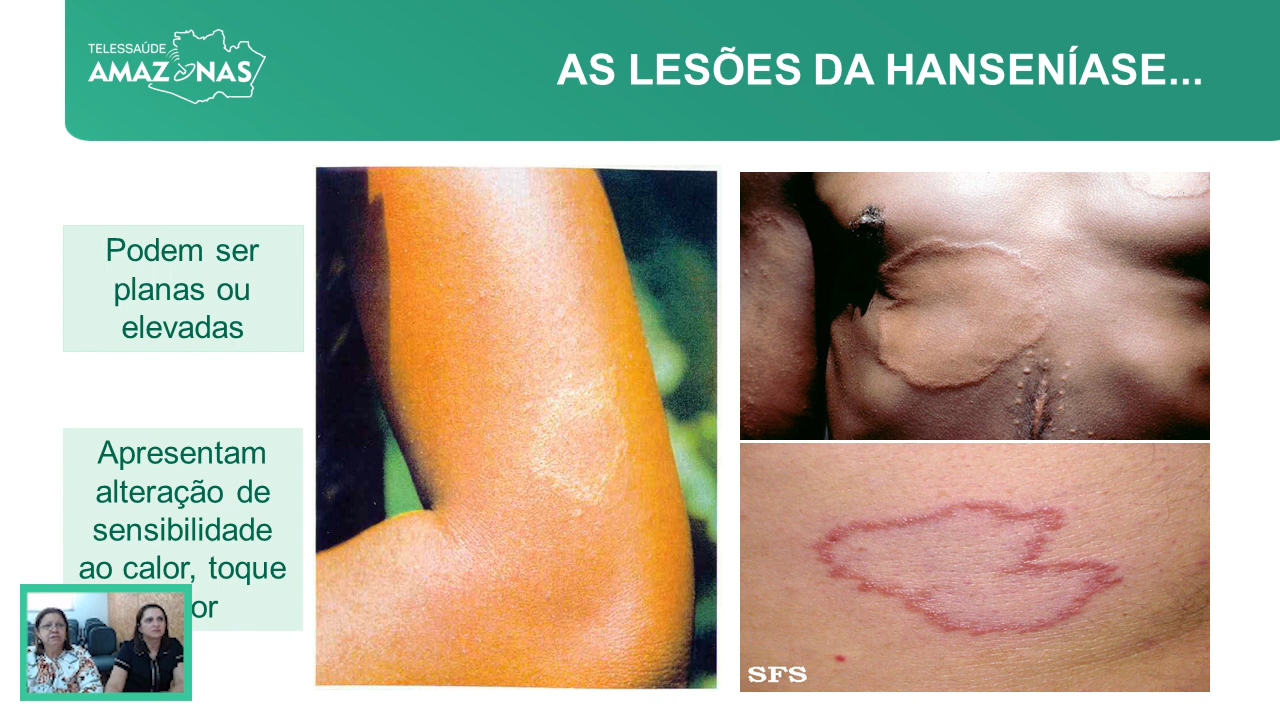 TELESSAÚDE
AMAZONAS
AS LESÕES DA HANSENÍASE...
Podem ser
planas ou
elevadas
Apresentam
alteração de
sensibilidade
ao calor, toque
or
SFS